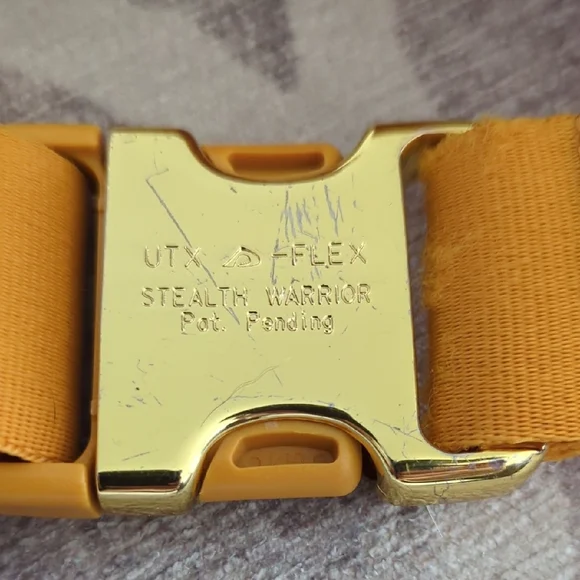 UTX -FLEX
STEALTH WARRIOR
Pat. Pending